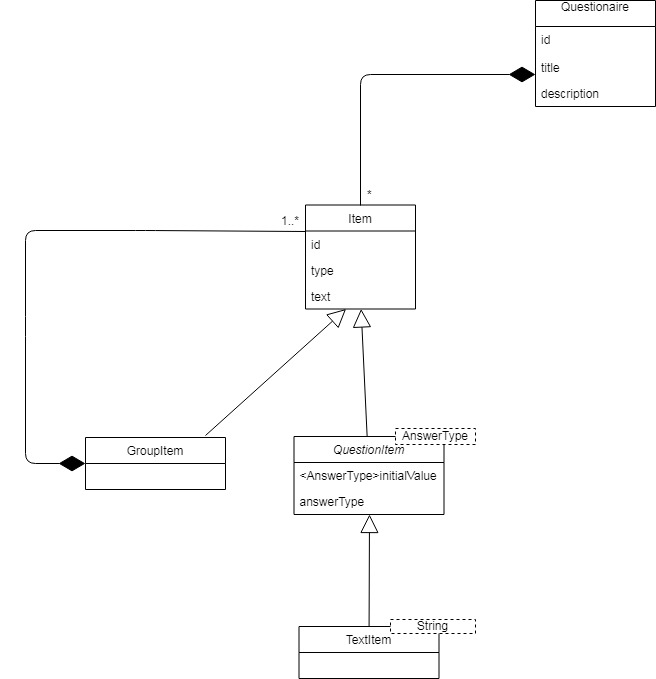 Questionaire
id
title
description
*
1..*
Item
id
type
text
GroupItem
AnswerType
QuestionItem
<AnswerType>initialValue
answerType
String
TextItem